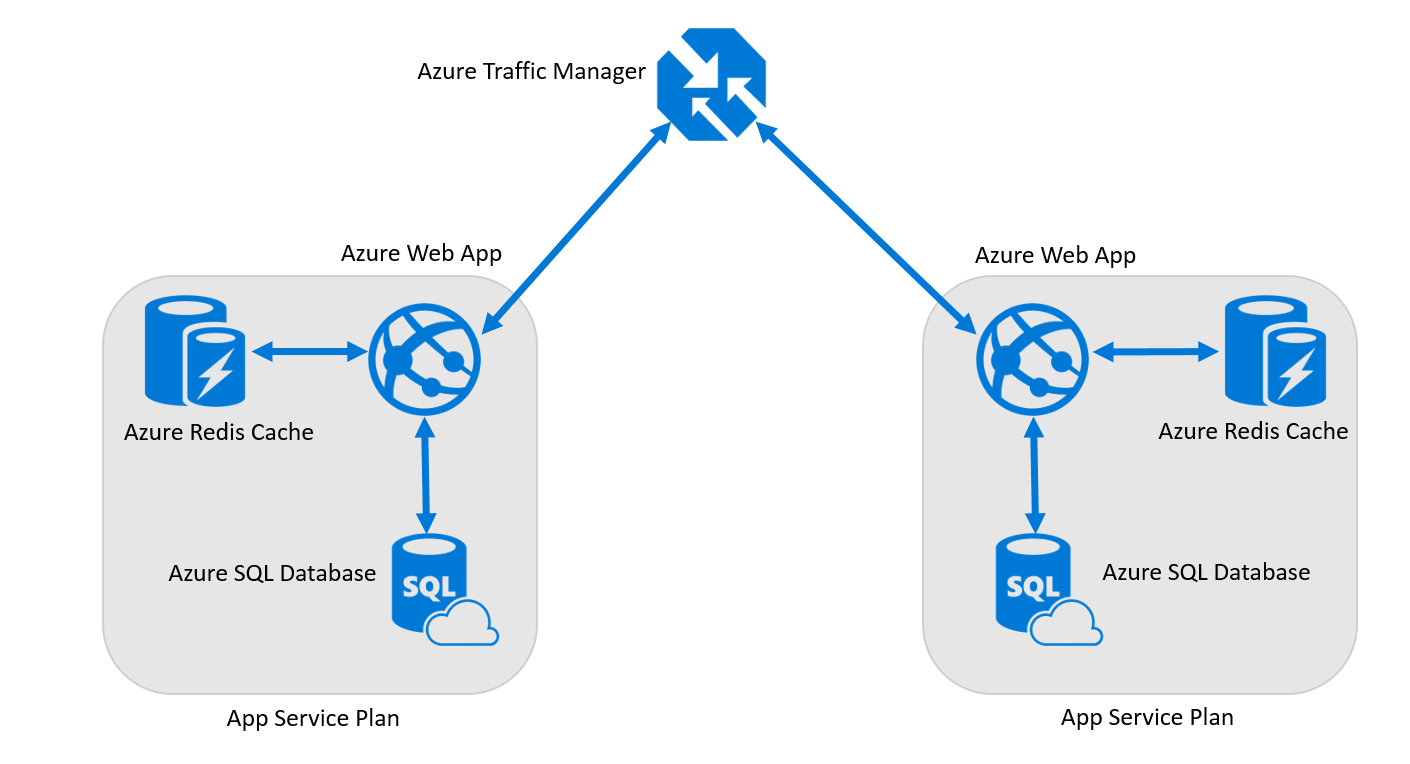 Azure Traffic Manager
Azure Web App
Azure Web App
Azure Redis Cache
Azure Redis Cache
Azure SQL Database
SQL
SQL
Azure SQL Database
App Service Plan
App Service Plan